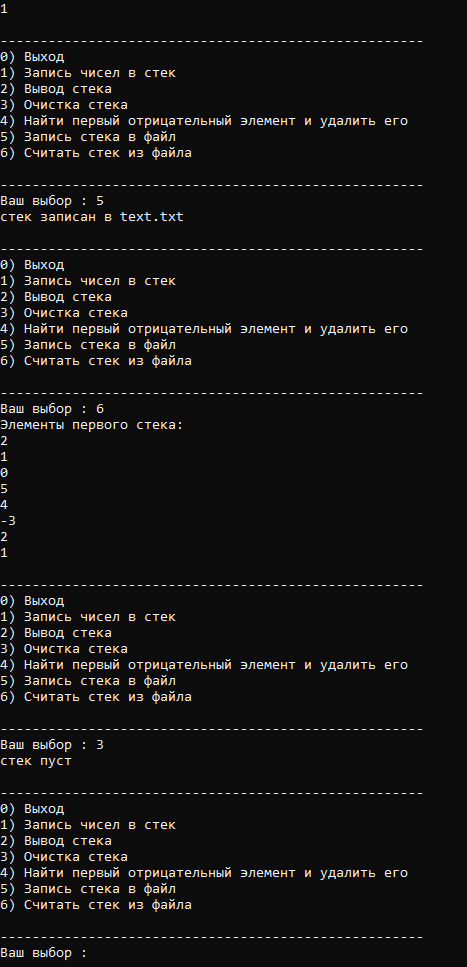 1
-----------------------------------------------------
0) Выход
1) Запись чисел в стек
2) Вывод стека
3) Очистка стека
4) Найти первый отрицательный элемент и удалить его
5) Запись стека в файл
6) Считать стек из файла
-----------------------------------------------------
Ваш выбор : 5
стек записан в text.txt
-----------------------------------------------------
0) Выход
1) Запись чисел в стек
2) Вывод стека
3) Очистка стека
4) Найти первый отрицательный элемент и удалить его
5) Запись стека в файл
6) Считать стек из файла
-----------------------------------------------------
Ваш выбор : 6
Элементы первого стека:
2
1
0
5
4
-3
2
1
-----------------------------------------------------
0) Выход
1) Запись чисел в стек
2) Вывод стека
3) Очистка стека
4) Найти первый отрицательный элемент и удалить его
5) Запись стека в файл
6) Считать стек из файла
-----------------------------------------------------
Ваш выбор : 3
стек пуст
-----------------------------------------------------
0) Выход
1) Запись чисел в стек
2) Вывод стека
3) Очистка стека
4) Найти первый отрицательный элемент и удалить его
5) Запись стека в файл
6) Считать стек из файла
-----------------------------------------------------
Ваш выбор :